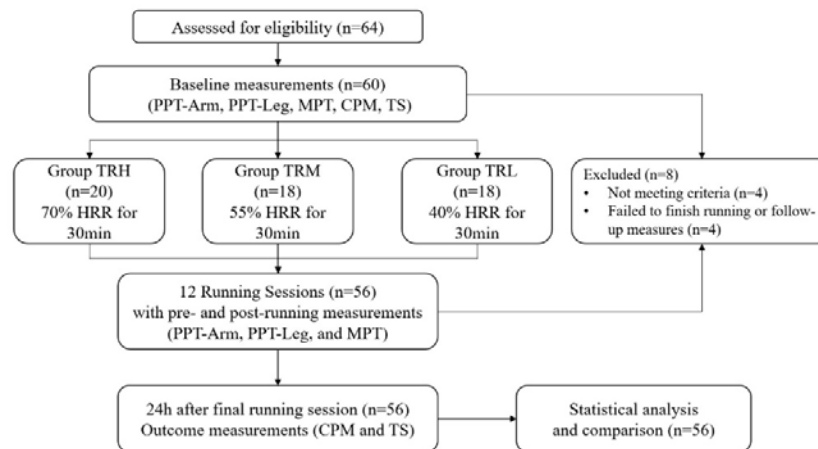 Assessed for eligibility (n=64)
Baseline measurements (n=60)
(PPT-Arm, PPT-Leg, MPT, CPM, TS)
Group TRH
(n=20)
70% HRR for
30min
Group TRM
(n=18)
55% HRR for
30min
Group TRL
(n=18)
40% HRR for
30min
Excluded (n=8)
• Not meeting criteria (n=4)
• Failed to finish running or follow-
up measures (n=4)
12 Running Sessions (n=56)
with pre- and post-running measurements
(PPT-Arm, PPT-Leg, and MPT)
24h after final running session (n=56)
Outcome measurements (CPM and TS)
Statistical analysis
and comparison (n=56)